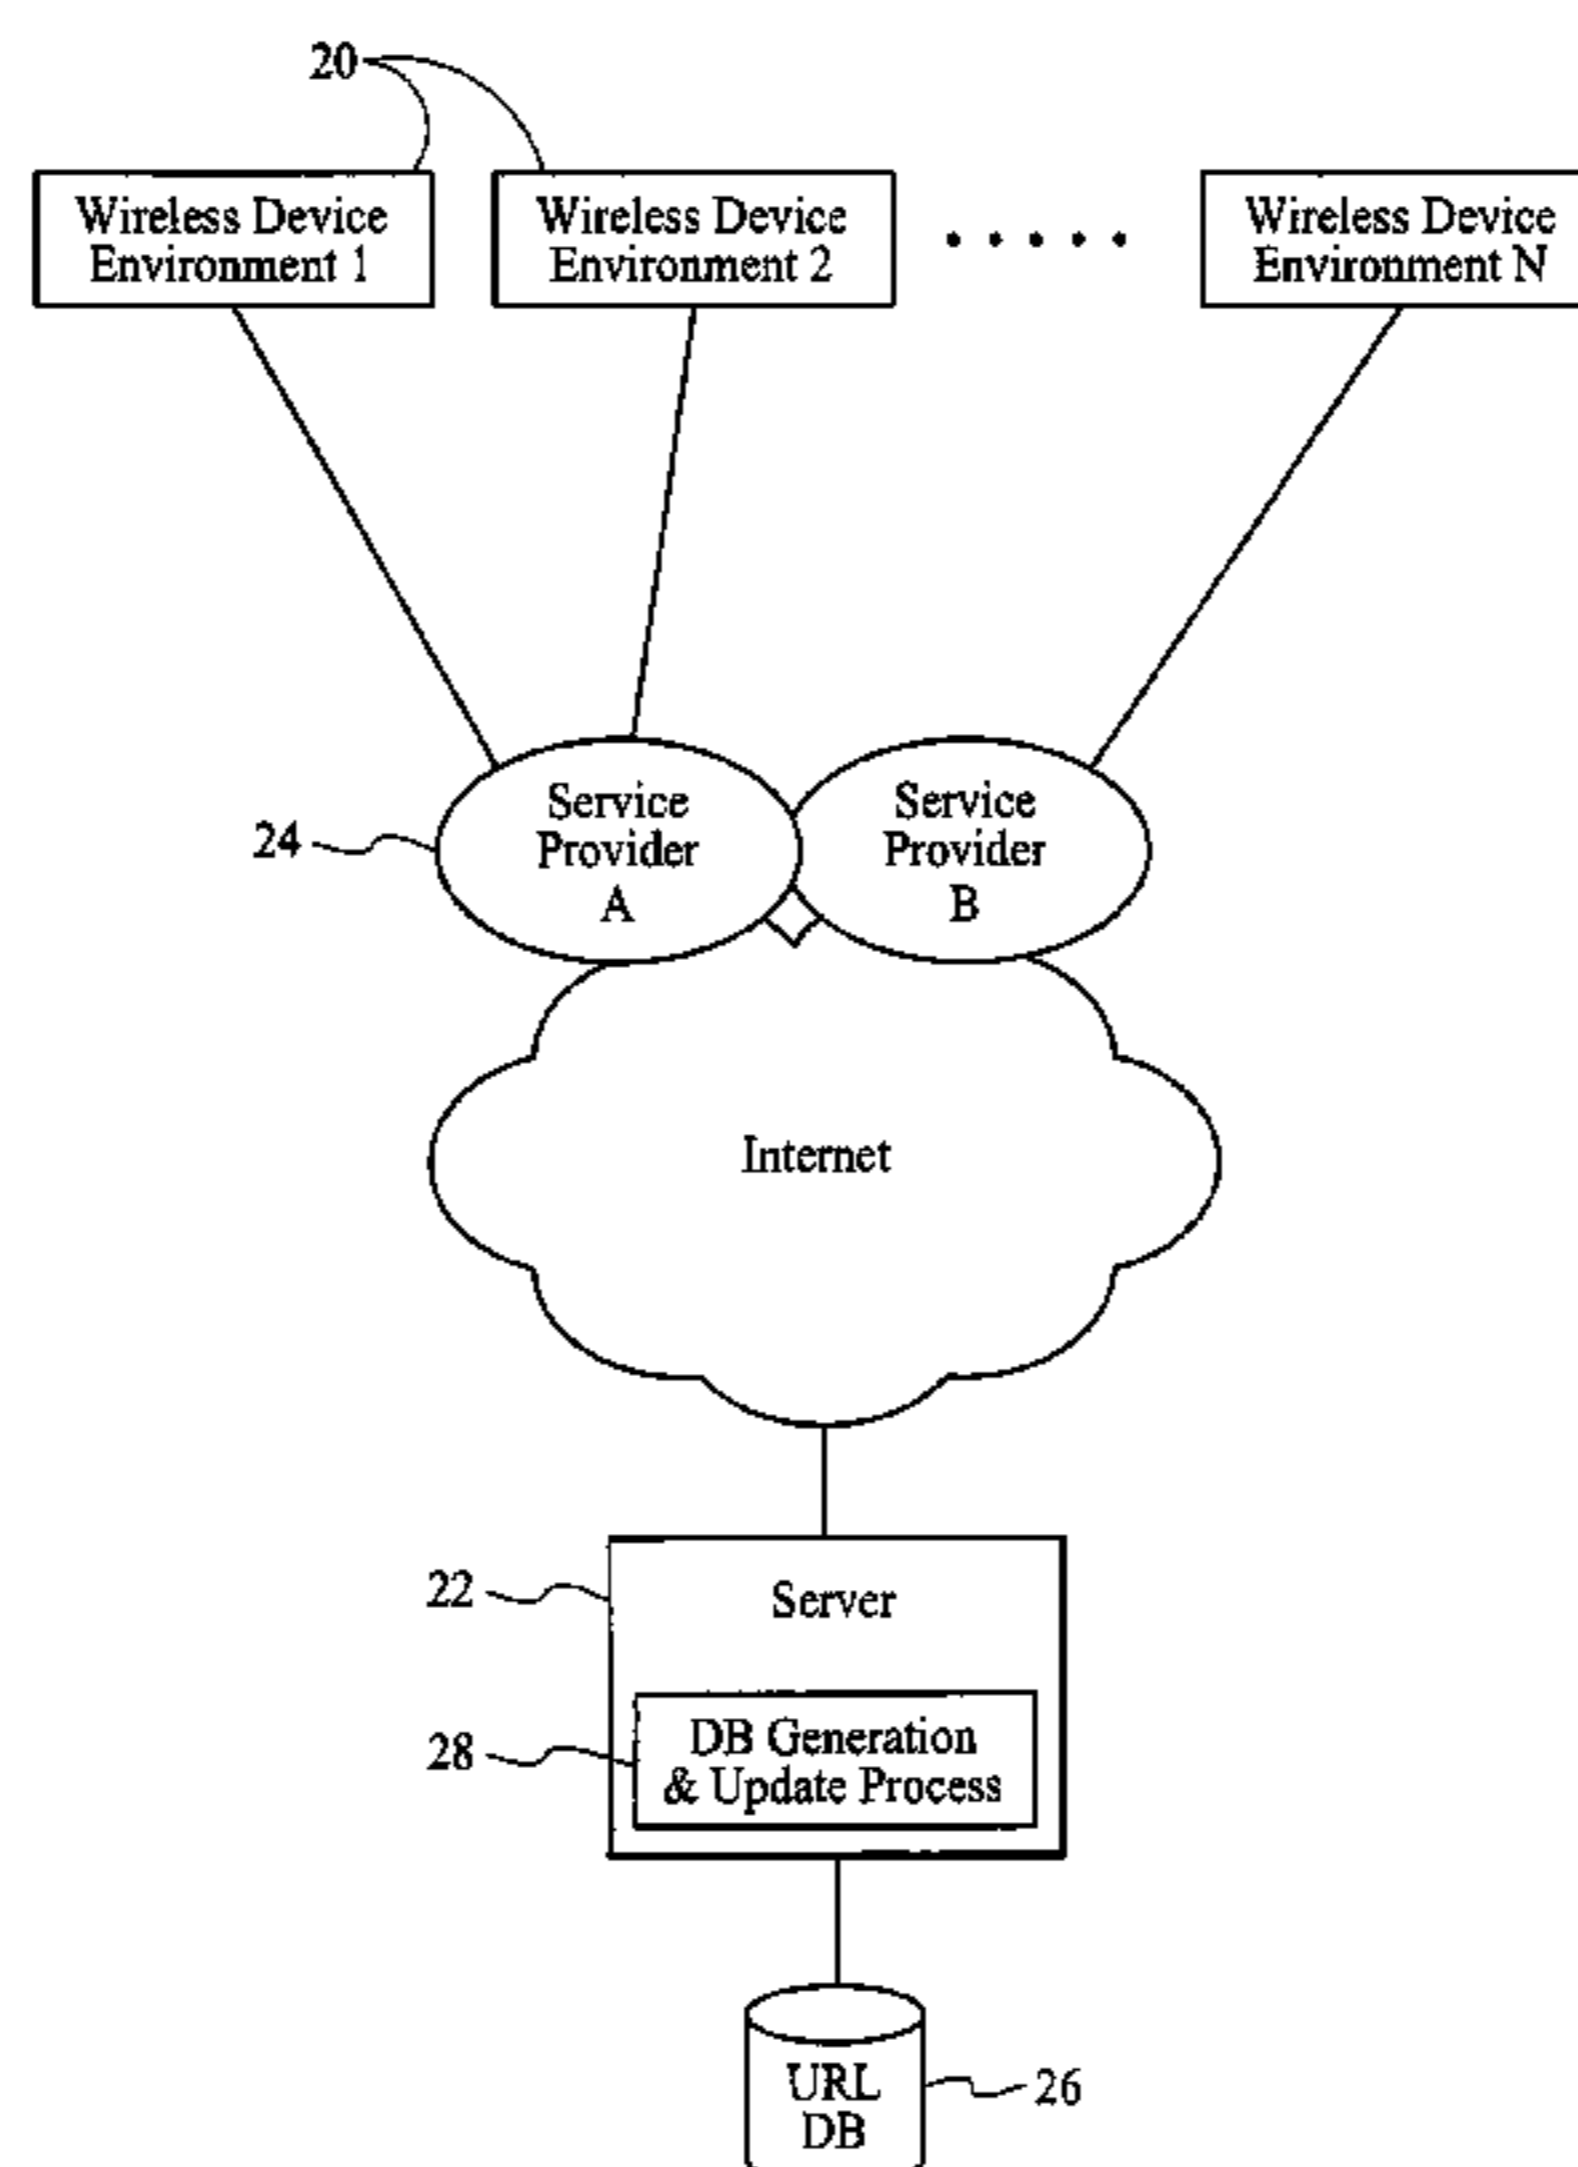 20
Wireless Device
Environment 1
Wireless Device
Environment 2
Wireless Device
Environment N
24
Service
Provider
A
Service
Provider
B
Internet
22
Server
28
DB Generation
& Update Process
URL
DB
26